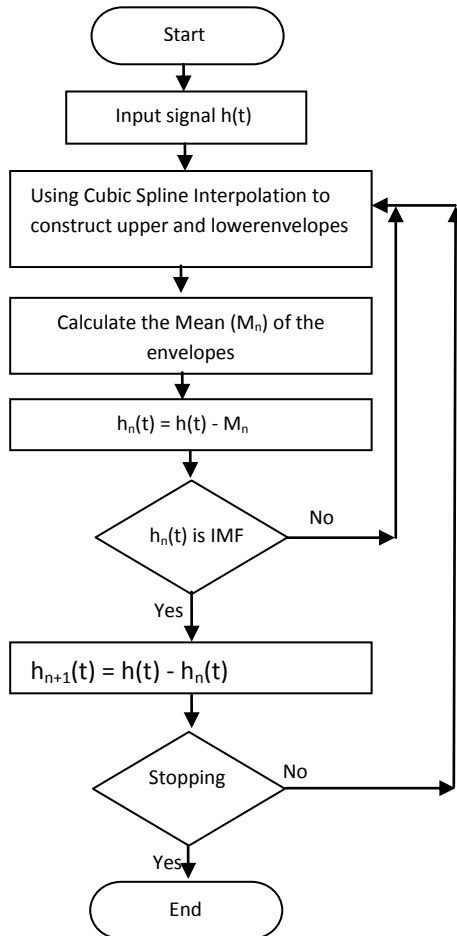 Start
Input signal h(t)
Using Cubic Spline Interpolation to
construct upper and lowerenvelopes
Calculate the Mean (Mₙ) of the
envelopes
hₙ(t) = h(t) - Mₙ
hₙ(t) is IMF
No
Yes
hₙ₊₁(t) = h(t) - hₙ(t)
Stopping
No
Yes
End